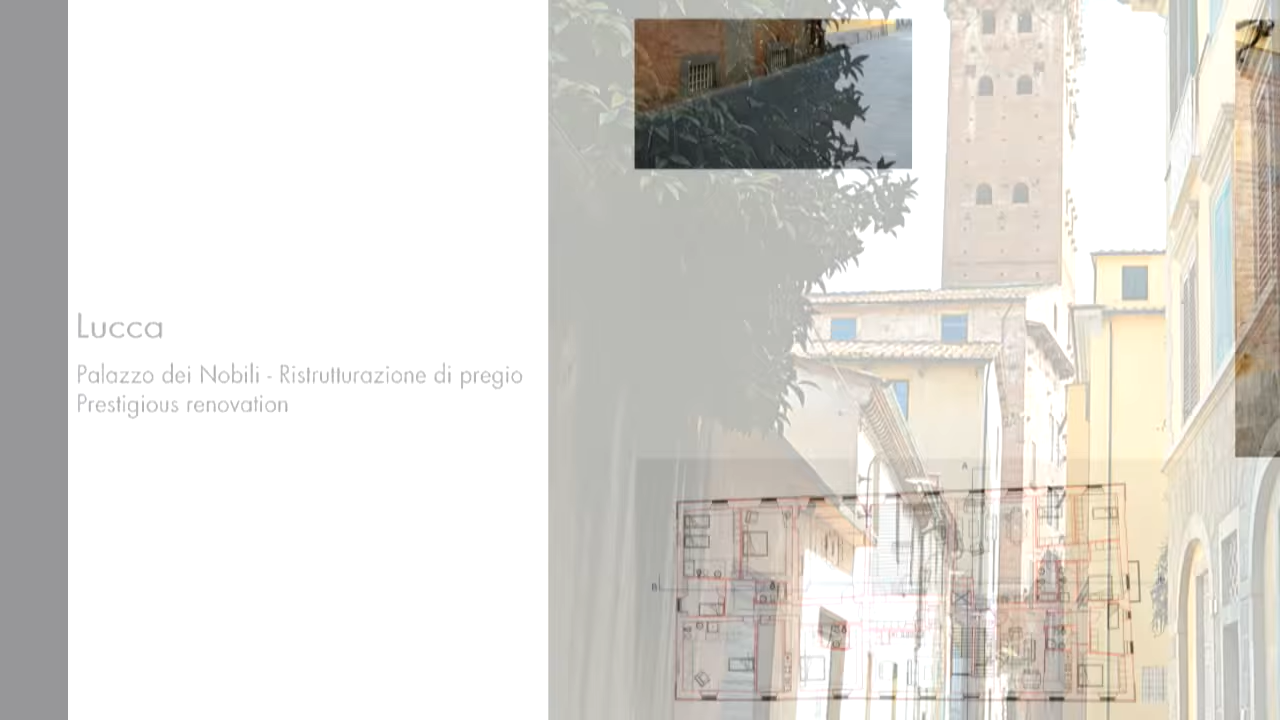 Lucca
Palazzo dei Nobili - Ristrutturazione di pregio
Prestigious renovation
A
B